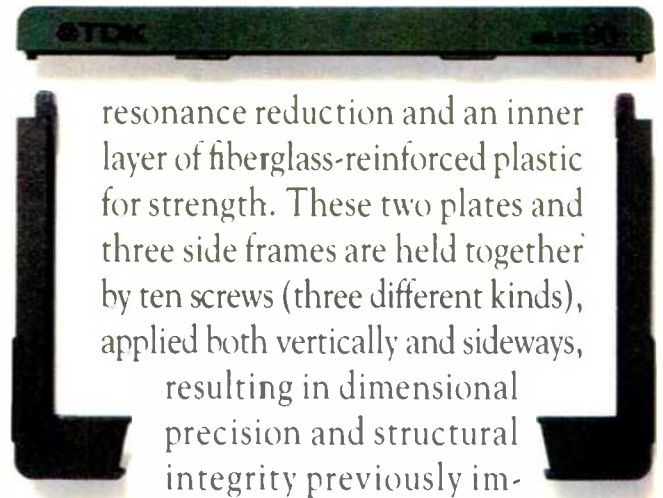 TDK 90
resonance reduction and an inner
layer of fiberglass-reinforced plastic
for strength. These two plates and
three side frames are held together
by ten screws (three different kinds),
applied both vertically and sideways,
resulting in dimensional
precision and structural
integrity previously im-